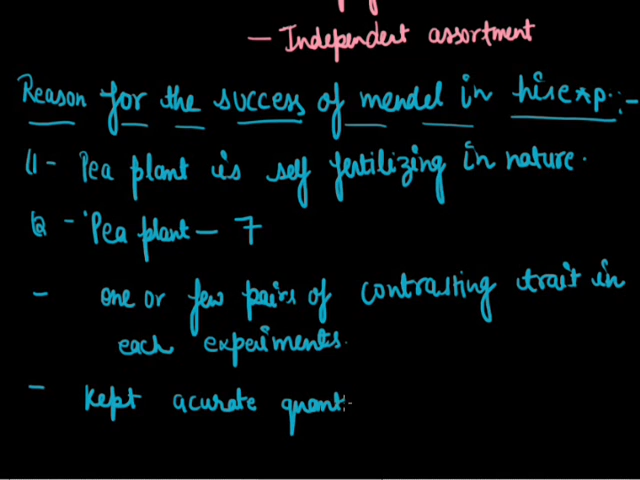 — Independent assortment
Reason for the success of mendel in his exp.:-
(1- Pea plant is self fertilizing in nature.
(2 - Pea plant — 7
- one or few pairs of contrasting trait in
each experiments.
- kept acurate quanti